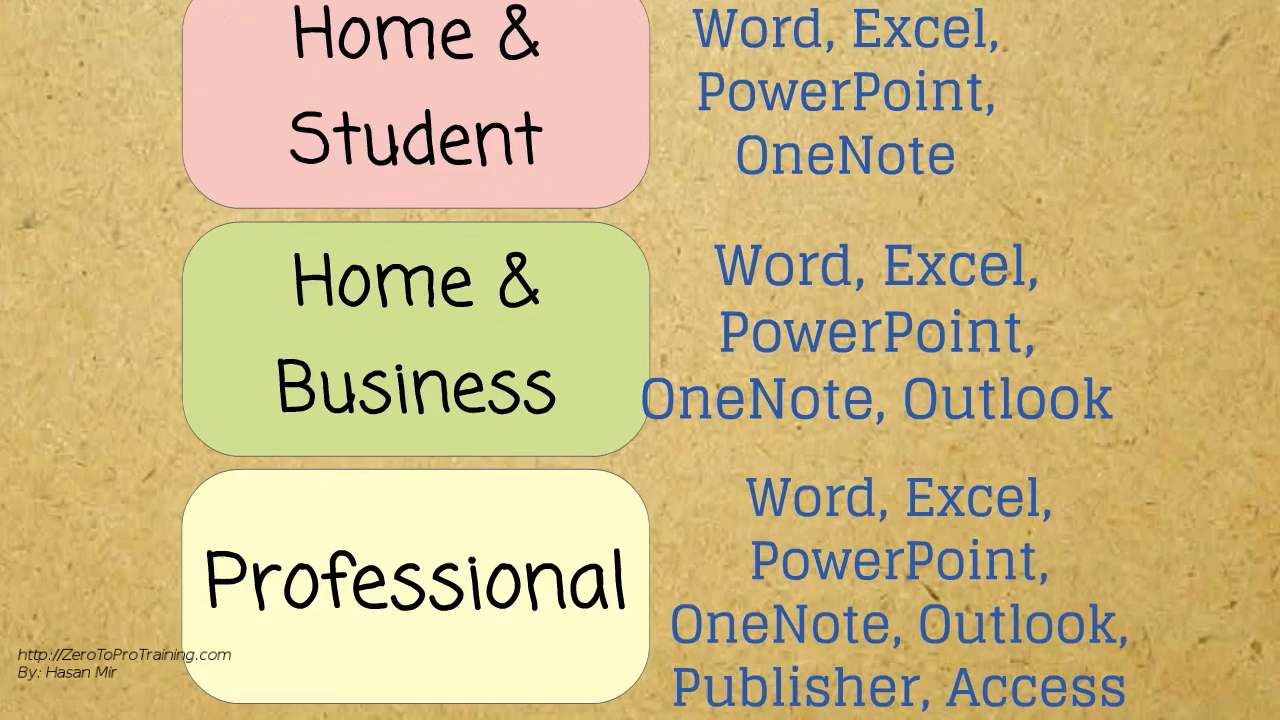 Home &
Student
Word, Excel,
PowerPoint,
OneNote
Home &
Business
Word, Excel,
PowerPoint,
OneNote, Outlook
Professional
Word, Excel,
PowerPoint,
OneNote, Outlook,
Publisher, Access
http://ZeroToProTraining.com
By: Hasan Mir